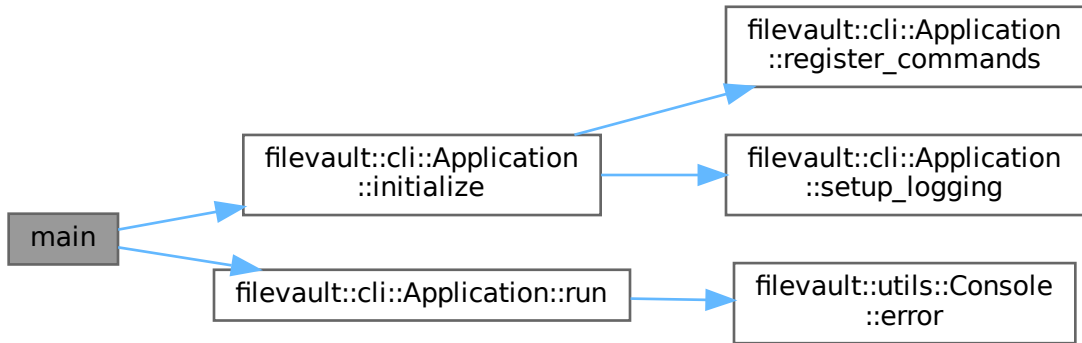 main
filevault::cli::Application
::initialize
filevault::cli::Application
::register_commands
filevault::cli::Application
::setup_logging
filevault::cli::Application::run
filevault::utils::Console
::error